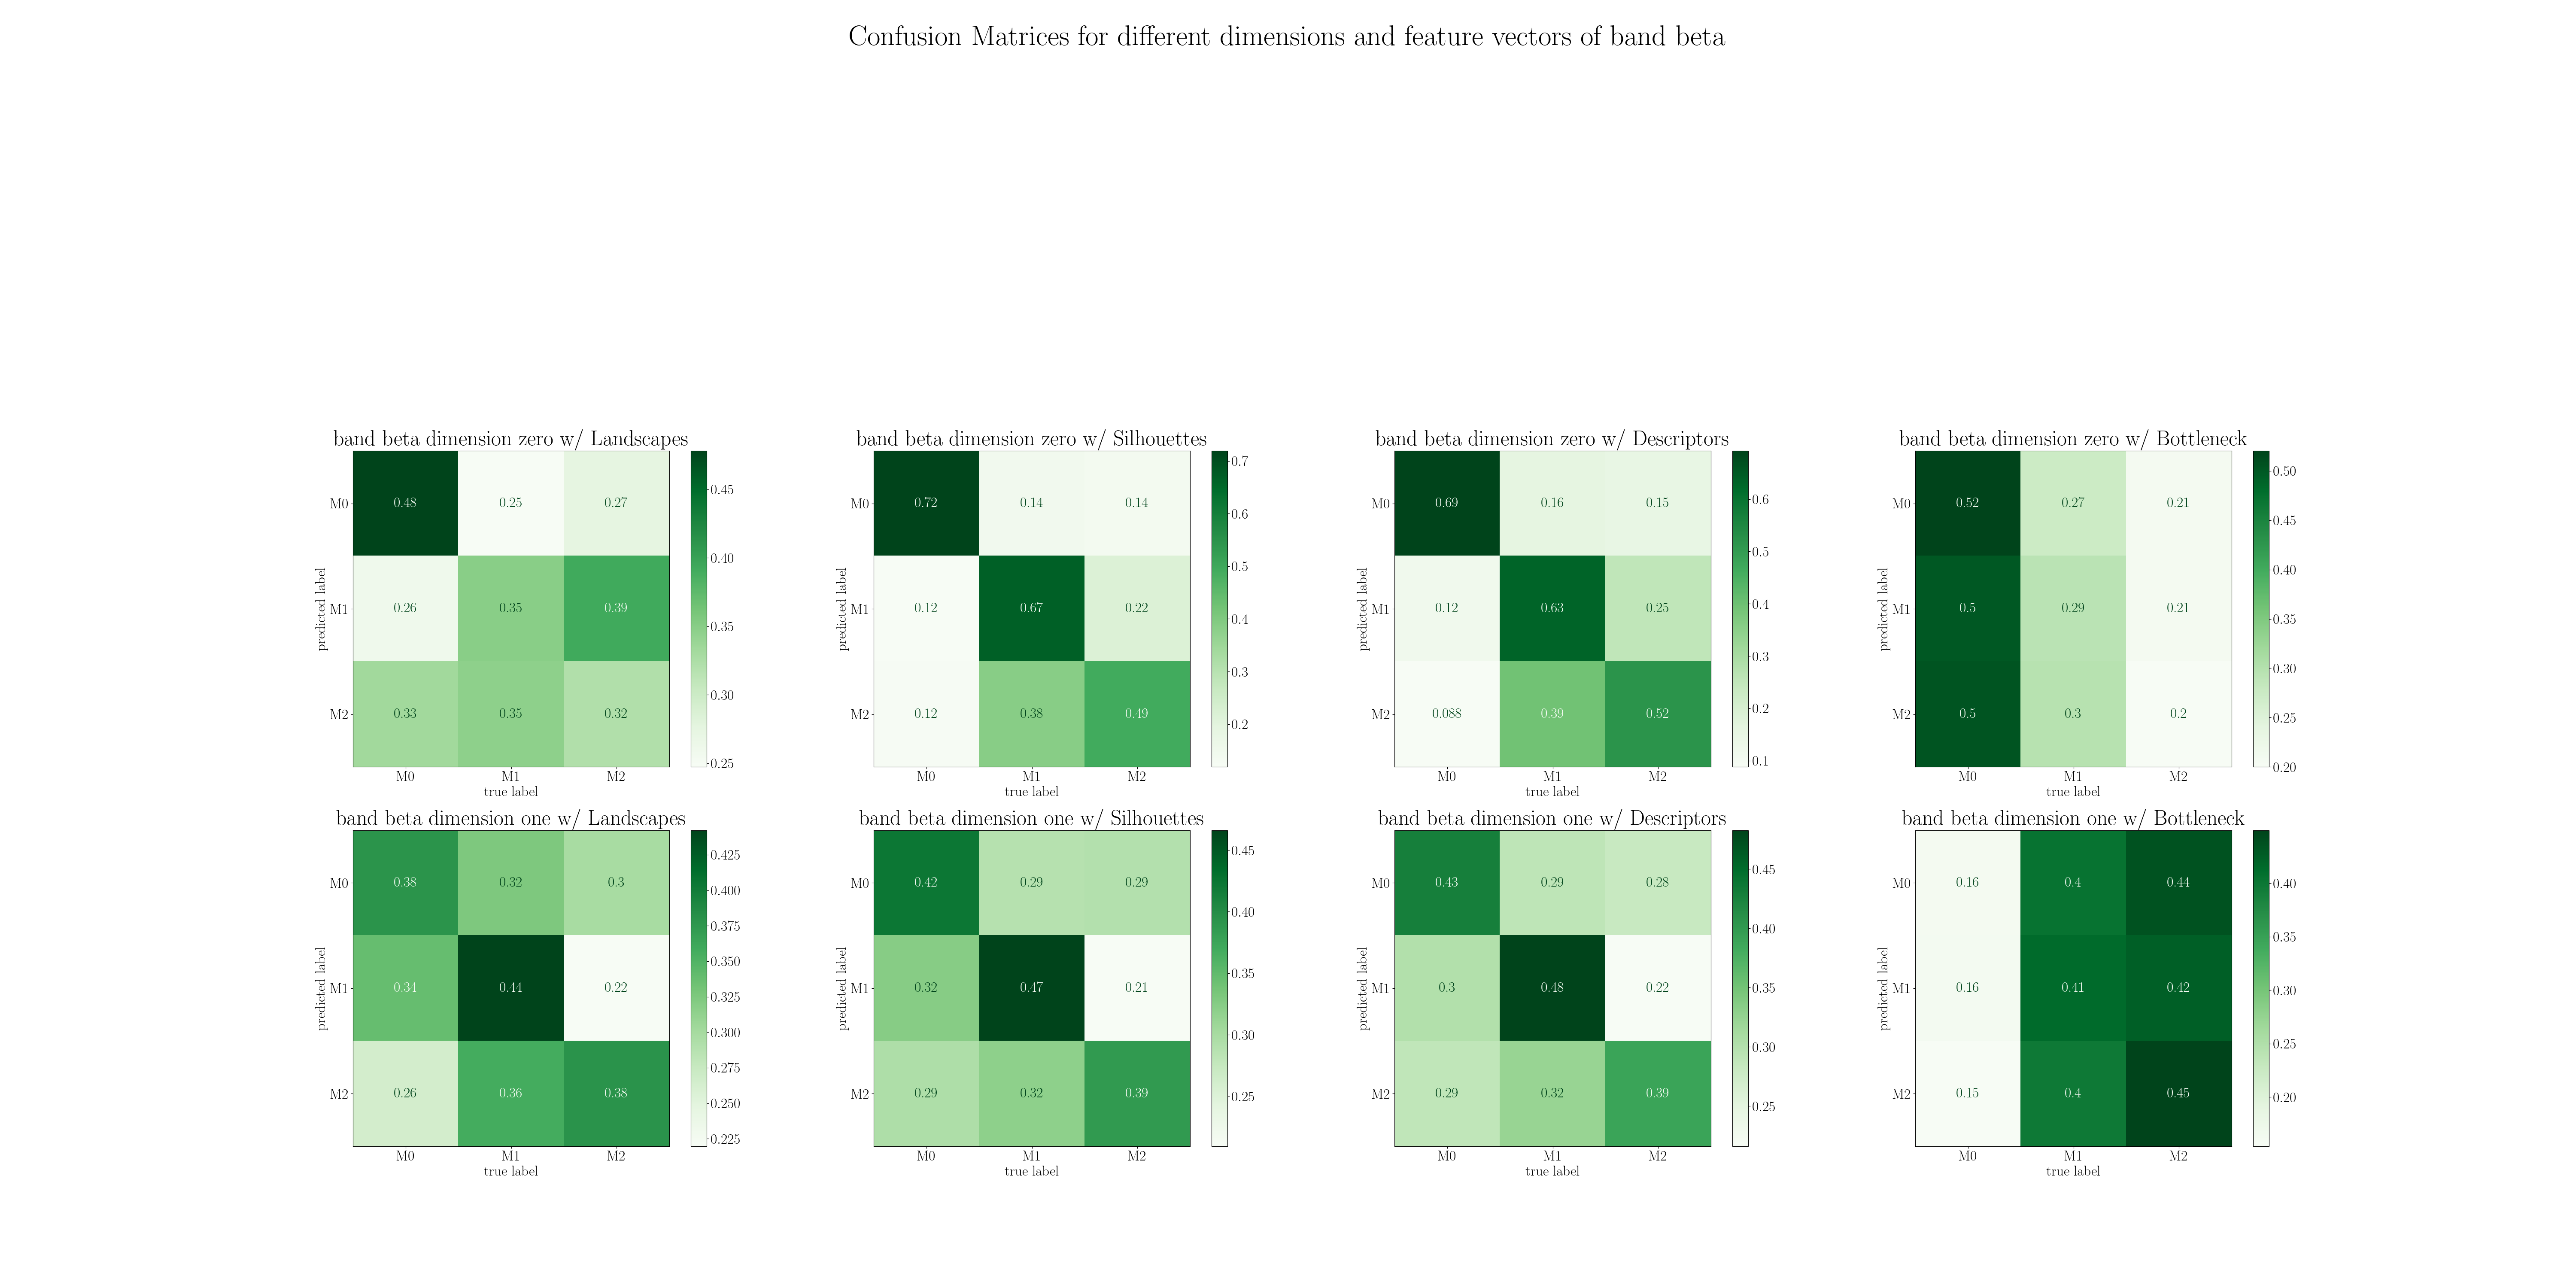 Confusion Matrices for different dimensions and feature vectors of band beta
band beta dimension zero w/ Landscapes
predicted label
M0 0.48 0.25 0.27
M1 0.26 0.35 0.39
M2 0.33 0.35 0.32
M0 M1 M2
true label
0.45
0.40
0.35
0.30
0.25
band beta dimension zero w/ Silhouettes
predicted label
M0 0.72 0.14 0.14
M1 0.12 0.67 0.22
M2 0.12 0.38 0.49
M0 M1 M2
true label
0.7
0.6
0.5
0.4
0.3
0.2
band beta dimension zero w/ Descriptors
predicted label
M0 0.69 0.16 0.15
M1 0.12 0.63 0.25
M2 0.088 0.39 0.52
M0 M1 M2
true label
0.6
0.5
0.4
0.3
0.2
0.1
band beta dimension zero w/ Bottleneck
predicted label
M0 0.52 0.27 0.21
M1 0.5 0.29 0.21
M2 0.5 0.3 0.2
M0 M1 M2
true label
0.50
0.45
0.40
0.35
0.30
0.25
0.20
band beta dimension one w/ Landscapes
predicted label
M0 0.38 0.32 0.3
M1 0.34 0.44 0.22
M2 0.26 0.36 0.38
M0 M1 M2
true label
0.425
0.400
0.375
0.350
0.325
0.300
0.275
0.250
0.225
band beta dimension one w/ Silhouettes
predicted label
M0 0.42 0.29 0.29
M1 0.32 0.47 0.21
M2 0.29 0.32 0.39
M0 M1 M2
true label
0.45
0.40
0.35
0.30
0.25
band beta dimension one w/ Descriptors
predicted label
M0 0.43 0.29 0.28
M1 0.3 0.48 0.22
M2 0.29 0.32 0.39
M0 M1 M2
true label
0.45
0.40
0.35
0.30
0.25
band beta dimension one w/ Bottleneck
predicted label
M0 0.16 0.4 0.44
M1 0.16 0.41 0.42
M2 0.15 0.4 0.45
M0 M1 M2
true label
0.40
0.35
0.30
0.25
0.20